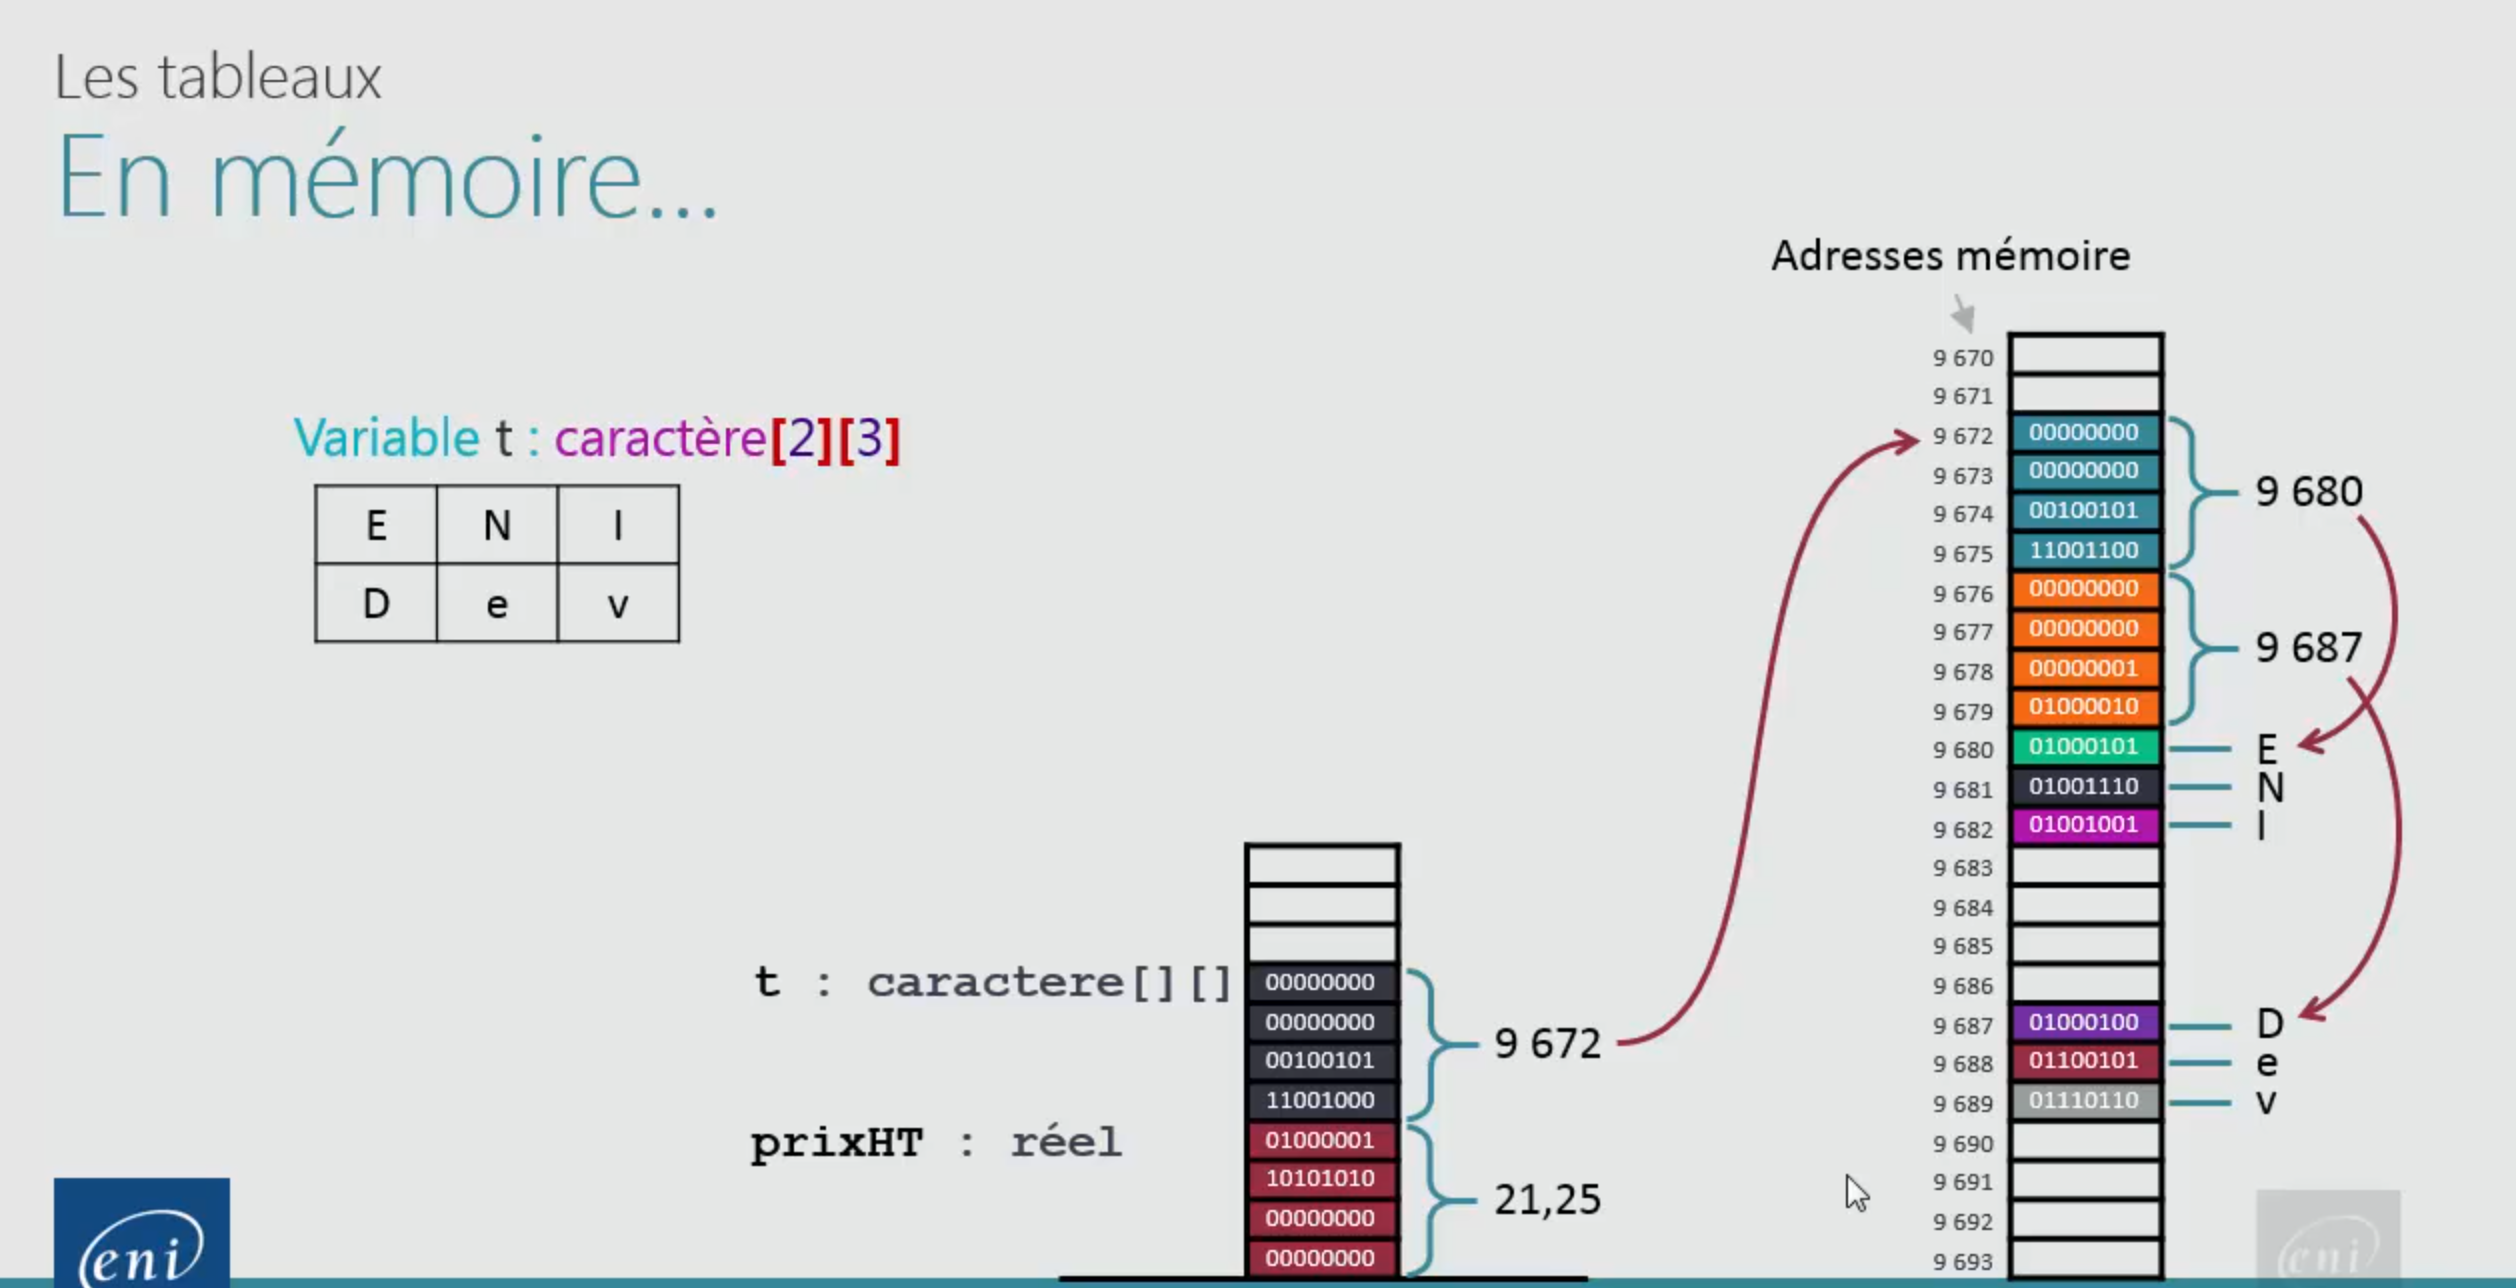 Les tableaux
En mémoire...
Variable t : caractère[2][3]
E N I
D e v
t : caractere[][]
00000000
00000000
00100101
11001000
9 672
prixHT : réel
01000001
10101010
00000000
00000000
21,25
Adresses mémoire
9 670
9 671
9 672 00000000
9 673 00000000
9 674 00100101
9 675 11001100
9 680
9 676 00000000
9 677 00000000
9 678 00000001
9 679 01000010
9 687
9 680 01000101 E
9 681 01001110 N
9 682 01001001 I
9 683
9 684
9 685
9 686
9 687 01000100 D
9 688 01100101 e
9 689 01110110 v
9 690
9 691
9 692
9 693
eni
eni